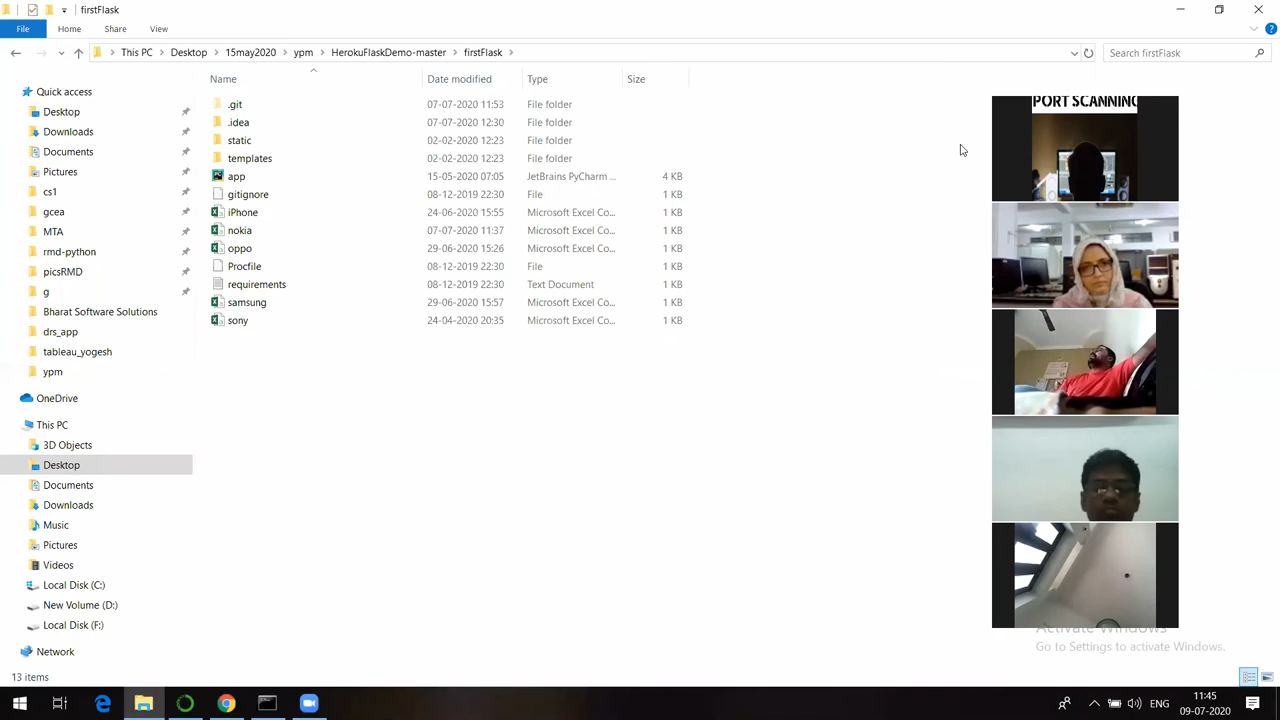 firstFlask
File
Home
Share
View
This PC
Desktop
15may2020
ypm
HerokuFlaskDemo-master
firstFlask
Search firstFlask
Name
Date modified
Type
Size
Quick access
Desktop
Downloads
Documents
Pictures
cs1
gcea
MTA
rmd-python
picsRMD
g
Bharat Software Solutions
drs_app
tableau_yogesh
ypm
OneDrive
This PC
3D Objects
Desktop
Documents
Downloads
Music
Pictures
Videos
Local Disk (C:)
New Volume (D:)
Local Disk (F:)
Network
.git 07-07-2020 11:53 File folder
.idea 07-07-2020 12:30 File folder
static 02-02-2020 12:23 File folder
templates 02-02-2020 12:23 File folder
app 15-05-2020 07:05 JetBrains PyCharm ... 4 KB
gitignore 08-12-2019 22:30 File 1 KB
iPhone 24-06-2020 15:55 Microsoft Excel Co... 1 KB
nokia 07-07-2020 11:37 Microsoft Excel Co... 1 KB
oppo 29-06-2020 15:26 Microsoft Excel Co... 1 KB
Procfile 08-12-2019 22:30 File 1 KB
requirements 08-12-2019 22:30 Text Document 1 KB
samsung 29-06-2020 15:57 Microsoft Excel Co... 1 KB
sony 24-04-2020 20:35 Microsoft Excel Co... 1 KB
PORT SCANNING
Activate Windows
Go to Settings to activate Windows.
13 items
ENG
11:45
09-07-2020